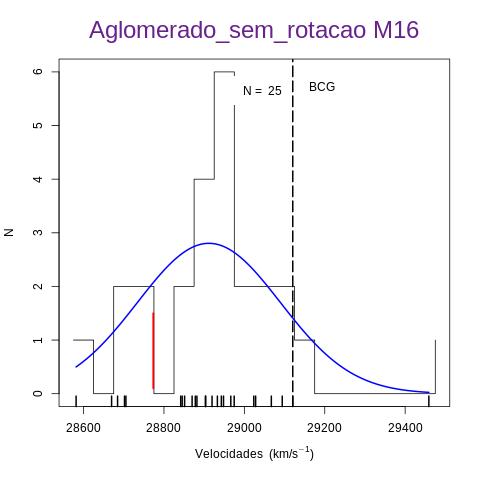 Aglomerado_sem_rotacao M16
N = 25
BCG
N
0
1
2
3
4
5
6
28600
28800
29000
29200
29400
Velocidades (km/s⁻¹)